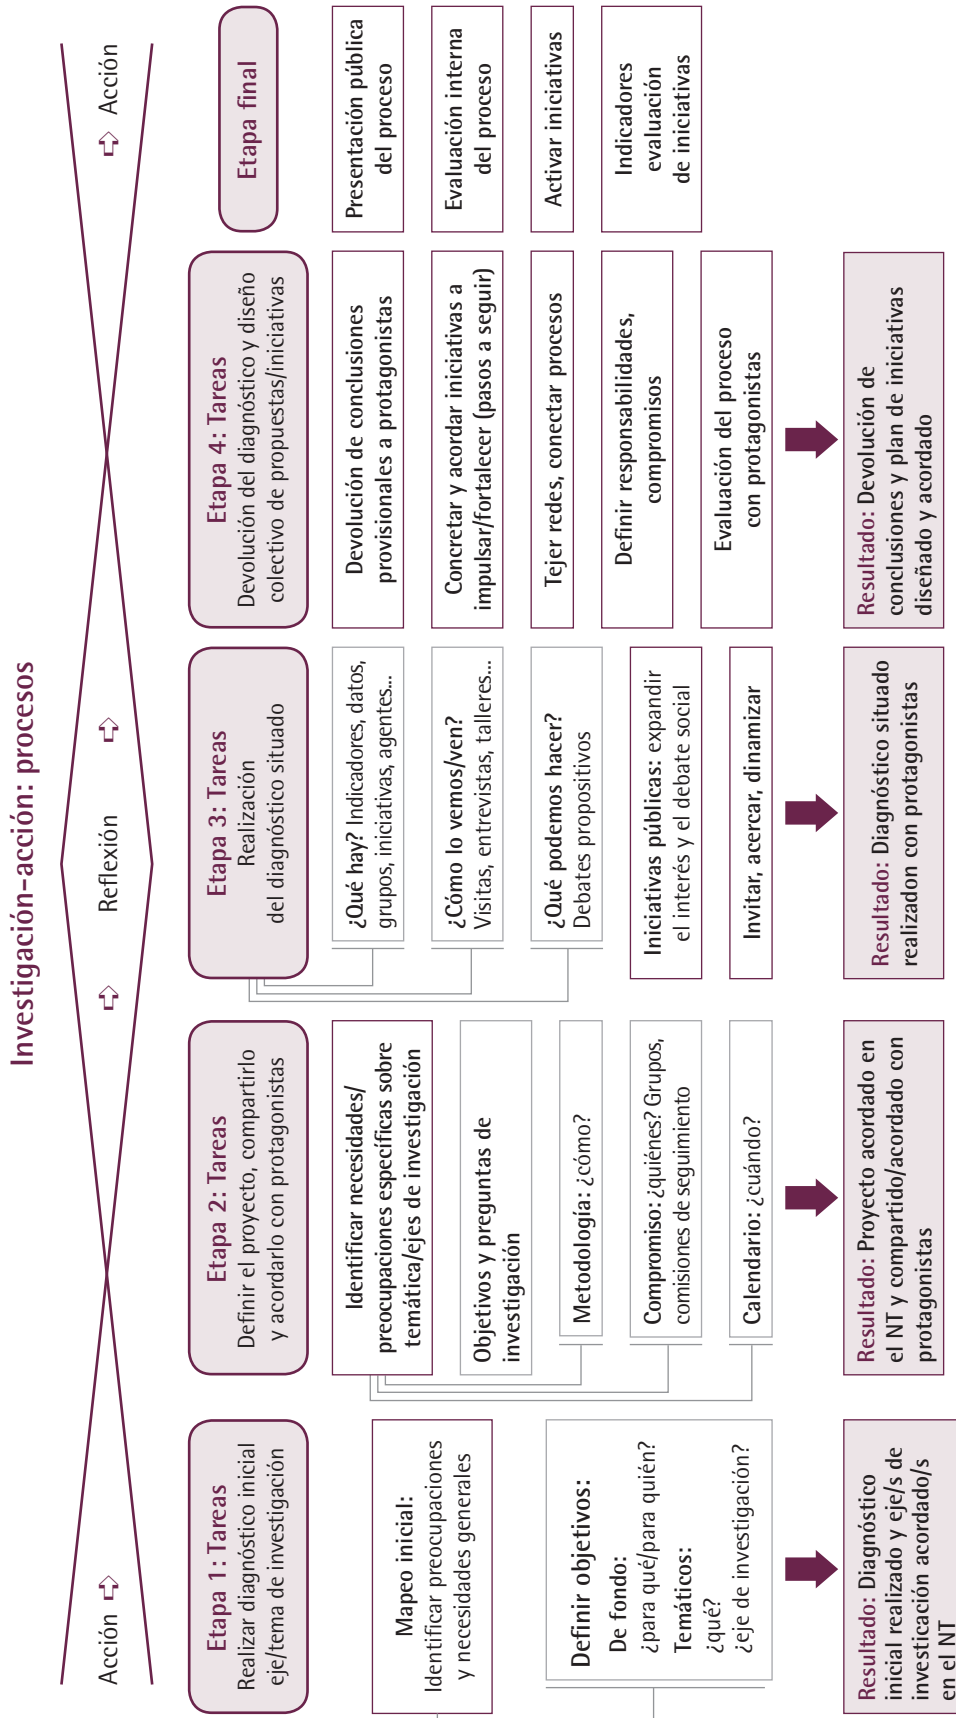 Investigación-acción: procesos
Acción
Reflexión
Acción
Etapa 1: Tareas
Realizar diagnóstico inicial
eje/tema de investigación
Mapeo inicial:
Identificar preocupaciones
y necesidades generales
Definir objetivos:
De fondo:
¿para qué/para quién?
Temáticos:
¿qué?
¿eje de investigación?
Resultado: Diagnóstico
inicial realizado y eje/s de
investicación acordado/s
en el NT
Etapa 2: Tareas
Definir el proyecto, compartirlo
y acordarlo con protagonistas
Identificar necesidades/
preocupaciones específicas sobre
temática/ejes de investigación
Objetivos y preguntas de
investigación
Metodología: ¿cómo?
Compromiso: ¿quiénes? Grupos,
comisiones de seguimiento
Calendario: ¿cuándo?
Resultado: Proyecto acordado en
el NT y compartido/acordado con
protagonistas
Etapa 3: Tareas
Realización
del diagnóstico situado
¿Qué hay? Indicadores, datos,
grupos, iniciativas, agentes...
¿Cómo lo vemos/ven?
Visitas, entrevistas, talleres...
¿Qué podemos hacer?
Debates propositivos
Iniciativas públicas: expandir
el interés y el debate social
Invitar, acercar, dinamizar
Resultado: Diagnóstico situado
realizadon con protagonistas
Etapa 4: Tareas
Devolución del diagnóstico y diseño
colectivo de propuestas/iniciativas
Devolución de conclusiones
provisionales a protagonistas
Concretar y acordar iniciativas a
impulsar/fortalecer (pasos a seguir)
Tejer redes, conectar procesos
Definir responsabilidades,
compromisos
Evaluación del proceso
con protagonistas
Resultado: Devolución de
conclusiones y plan de iniciativas
diseñado y acordado
Etapa final
Presentación pública
del proceso
Evaluación interna
del proceso
Activar iniciativas
Indicadores
evaluación
de iniciativas